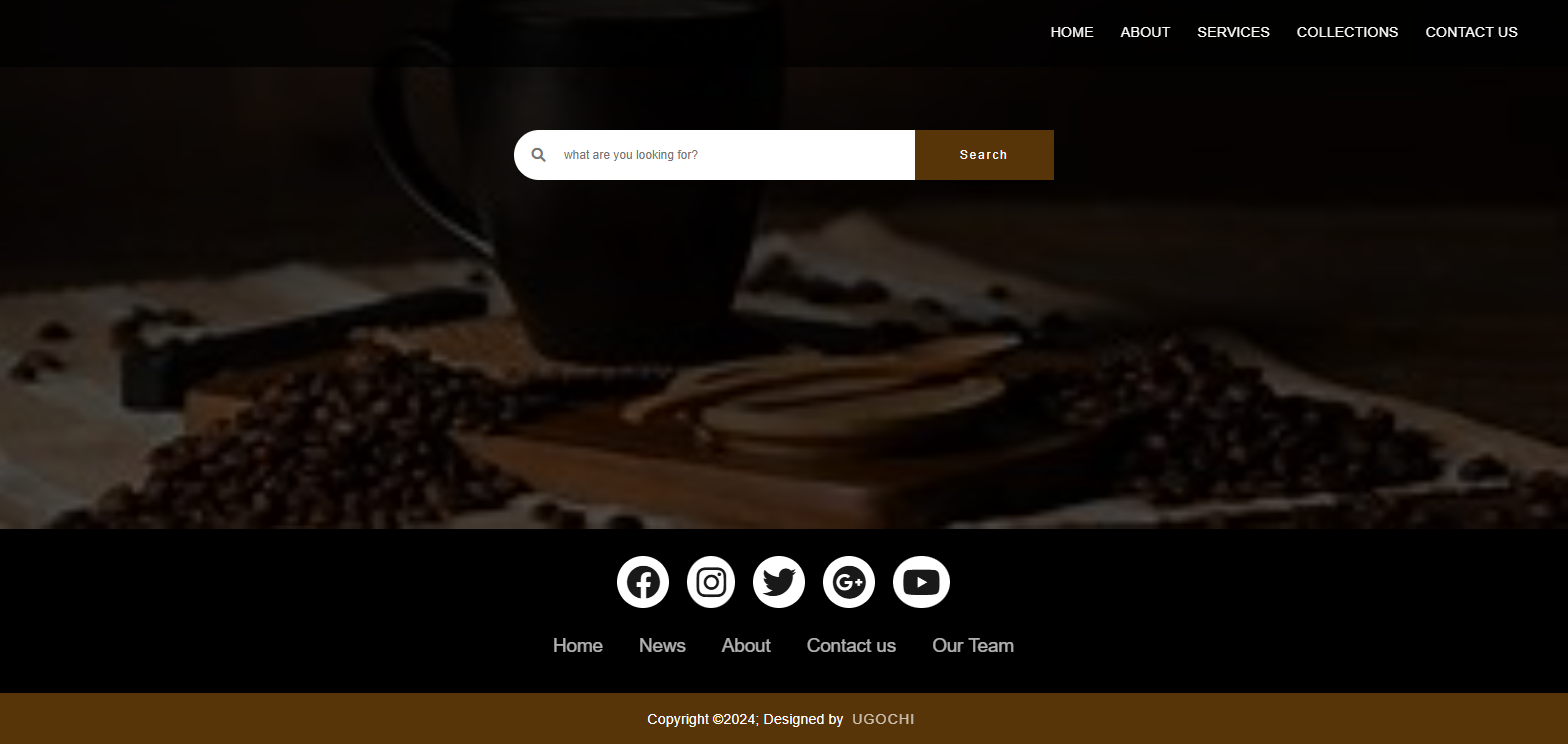 HOME ABOUT SERVICES COLLECTIONS CONTACT US
what are you looking for? Search
Home News About Contact us Our Team
Copyright ©2024; Designed by UGOCHI